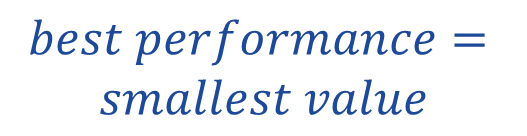 best performance =
smallest value